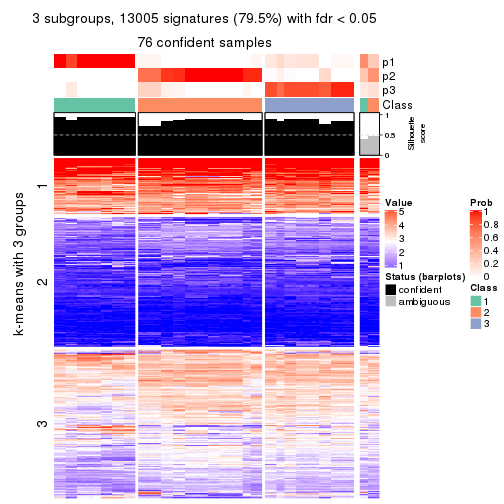 3 subgroups, 13005 signatures (79.5%) with fdr < 0.05
76 confident samples
p1
p2
p3
Class
1
0.5
0
Silhouette
score
k-means with 3 groups
1
2
3
Value
5
4
3
2
1
Status (barplots)
confident
ambiguous
Prob
1
0.8
0.6
0.4
0.2
0
Class
1
2
3